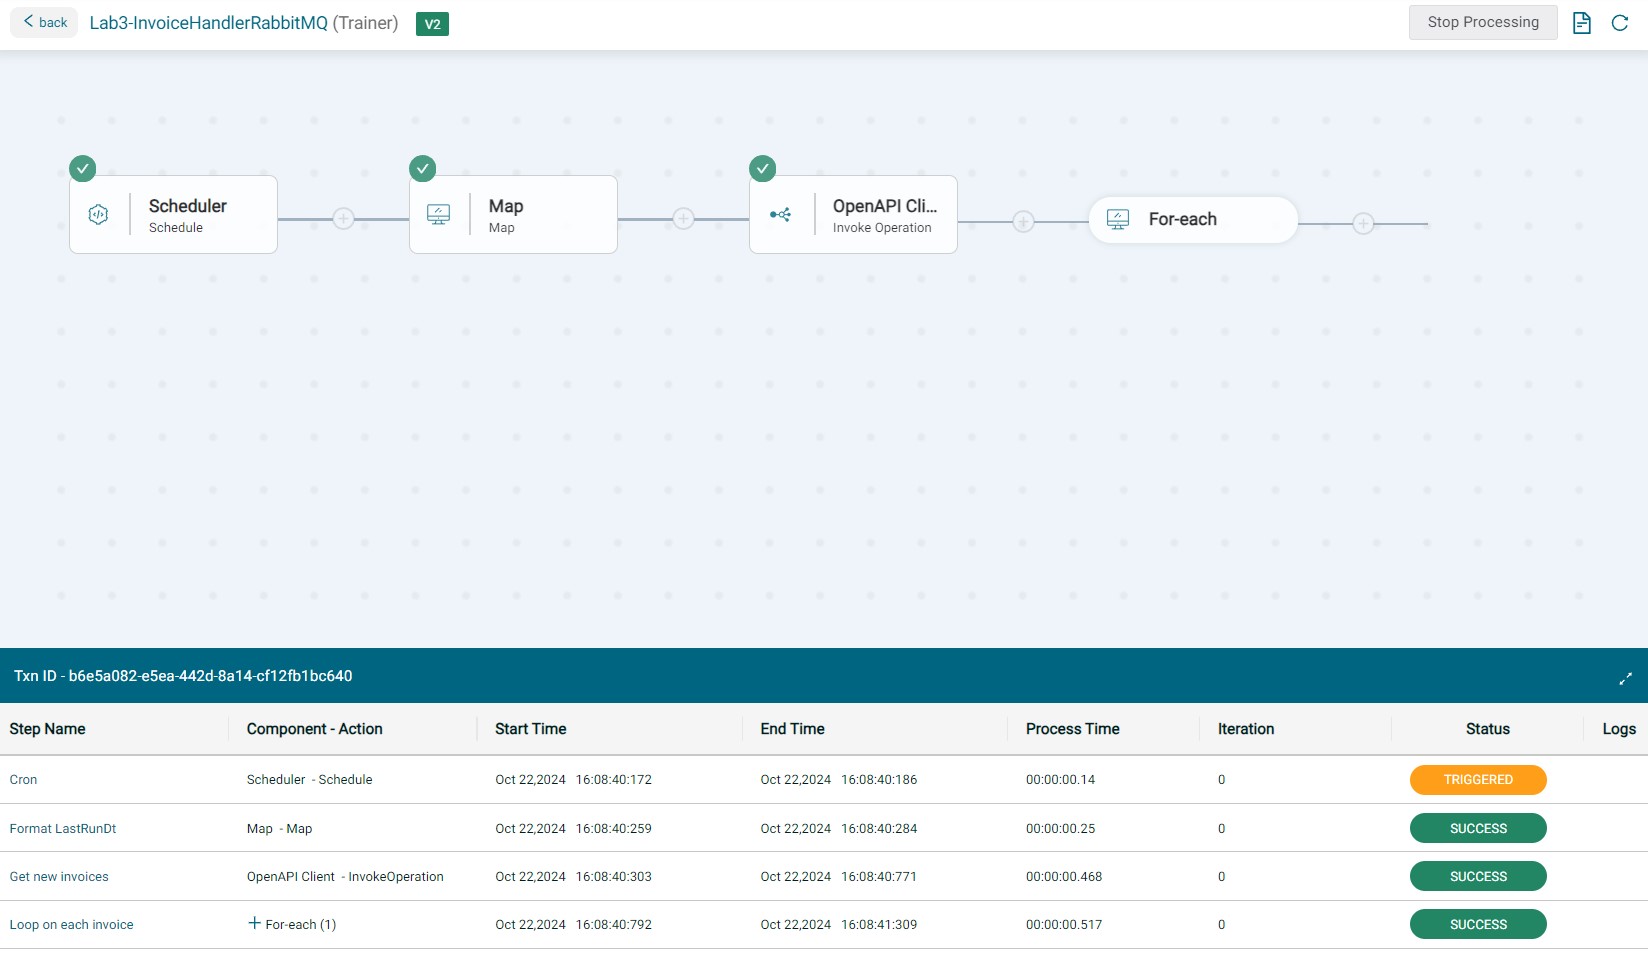 back Lab3-InvoiceHandlerRabbitMQ (Trainer) V2 Stop Processing
Scheduler
Schedule
Map
Map
OpenAPI Cli...
Invoke Operation
For-each
Txn ID - b6e5a082-e5ea-442d-8a14-cf12fb1bc640
Step Name Component - Action Start Time End Time Process Time Iteration Status Logs
Cron Scheduler - Schedule Oct 22,2024 16:08:40:172 Oct 22,2024 16:08:40:186 00:00:00.14 0 TRIGGERED
Format LastRunDt Map - Map Oct 22,2024 16:08:40:259 Oct 22,2024 16:08:40:284 00:00:00.25 0 SUCCESS
Get new invoices OpenAPI Client - InvokeOperation Oct 22,2024 16:08:40:303 Oct 22,2024 16:08:40:771 00:00:00.468 0 SUCCESS
Loop on each invoice + For-each (1) Oct 22,2024 16:08:40:792 Oct 22,2024 16:08:41:309 00:00:00.517 0 SUCCESS